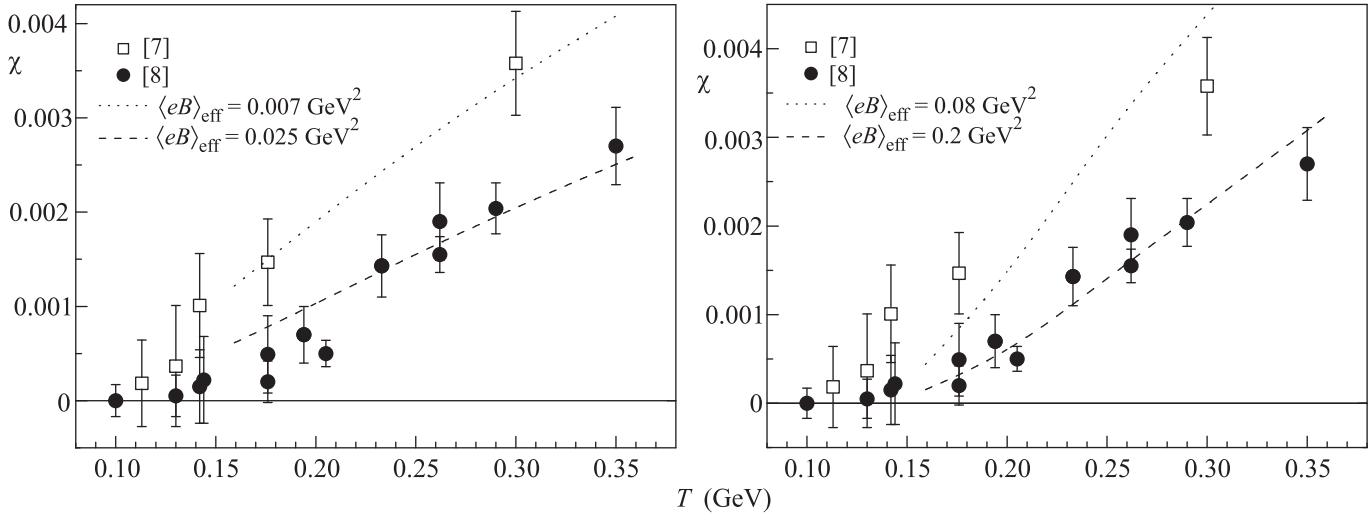 0.004
χ
0.003
0.002
0.001
0
[7]
[8]
⟨eB⟩eff = 0.007 GeV²
⟨eB⟩eff = 0.025 GeV²
0.10 0.15 0.20 0.25 0.30 0.35
0.004
χ
0.003
0.002
0.001
0
[7]
[8]
⟨eB⟩eff = 0.08 GeV²
⟨eB⟩eff = 0.2 GeV²
0.10 0.15 0.20 0.25 0.30 0.35
T (GeV)